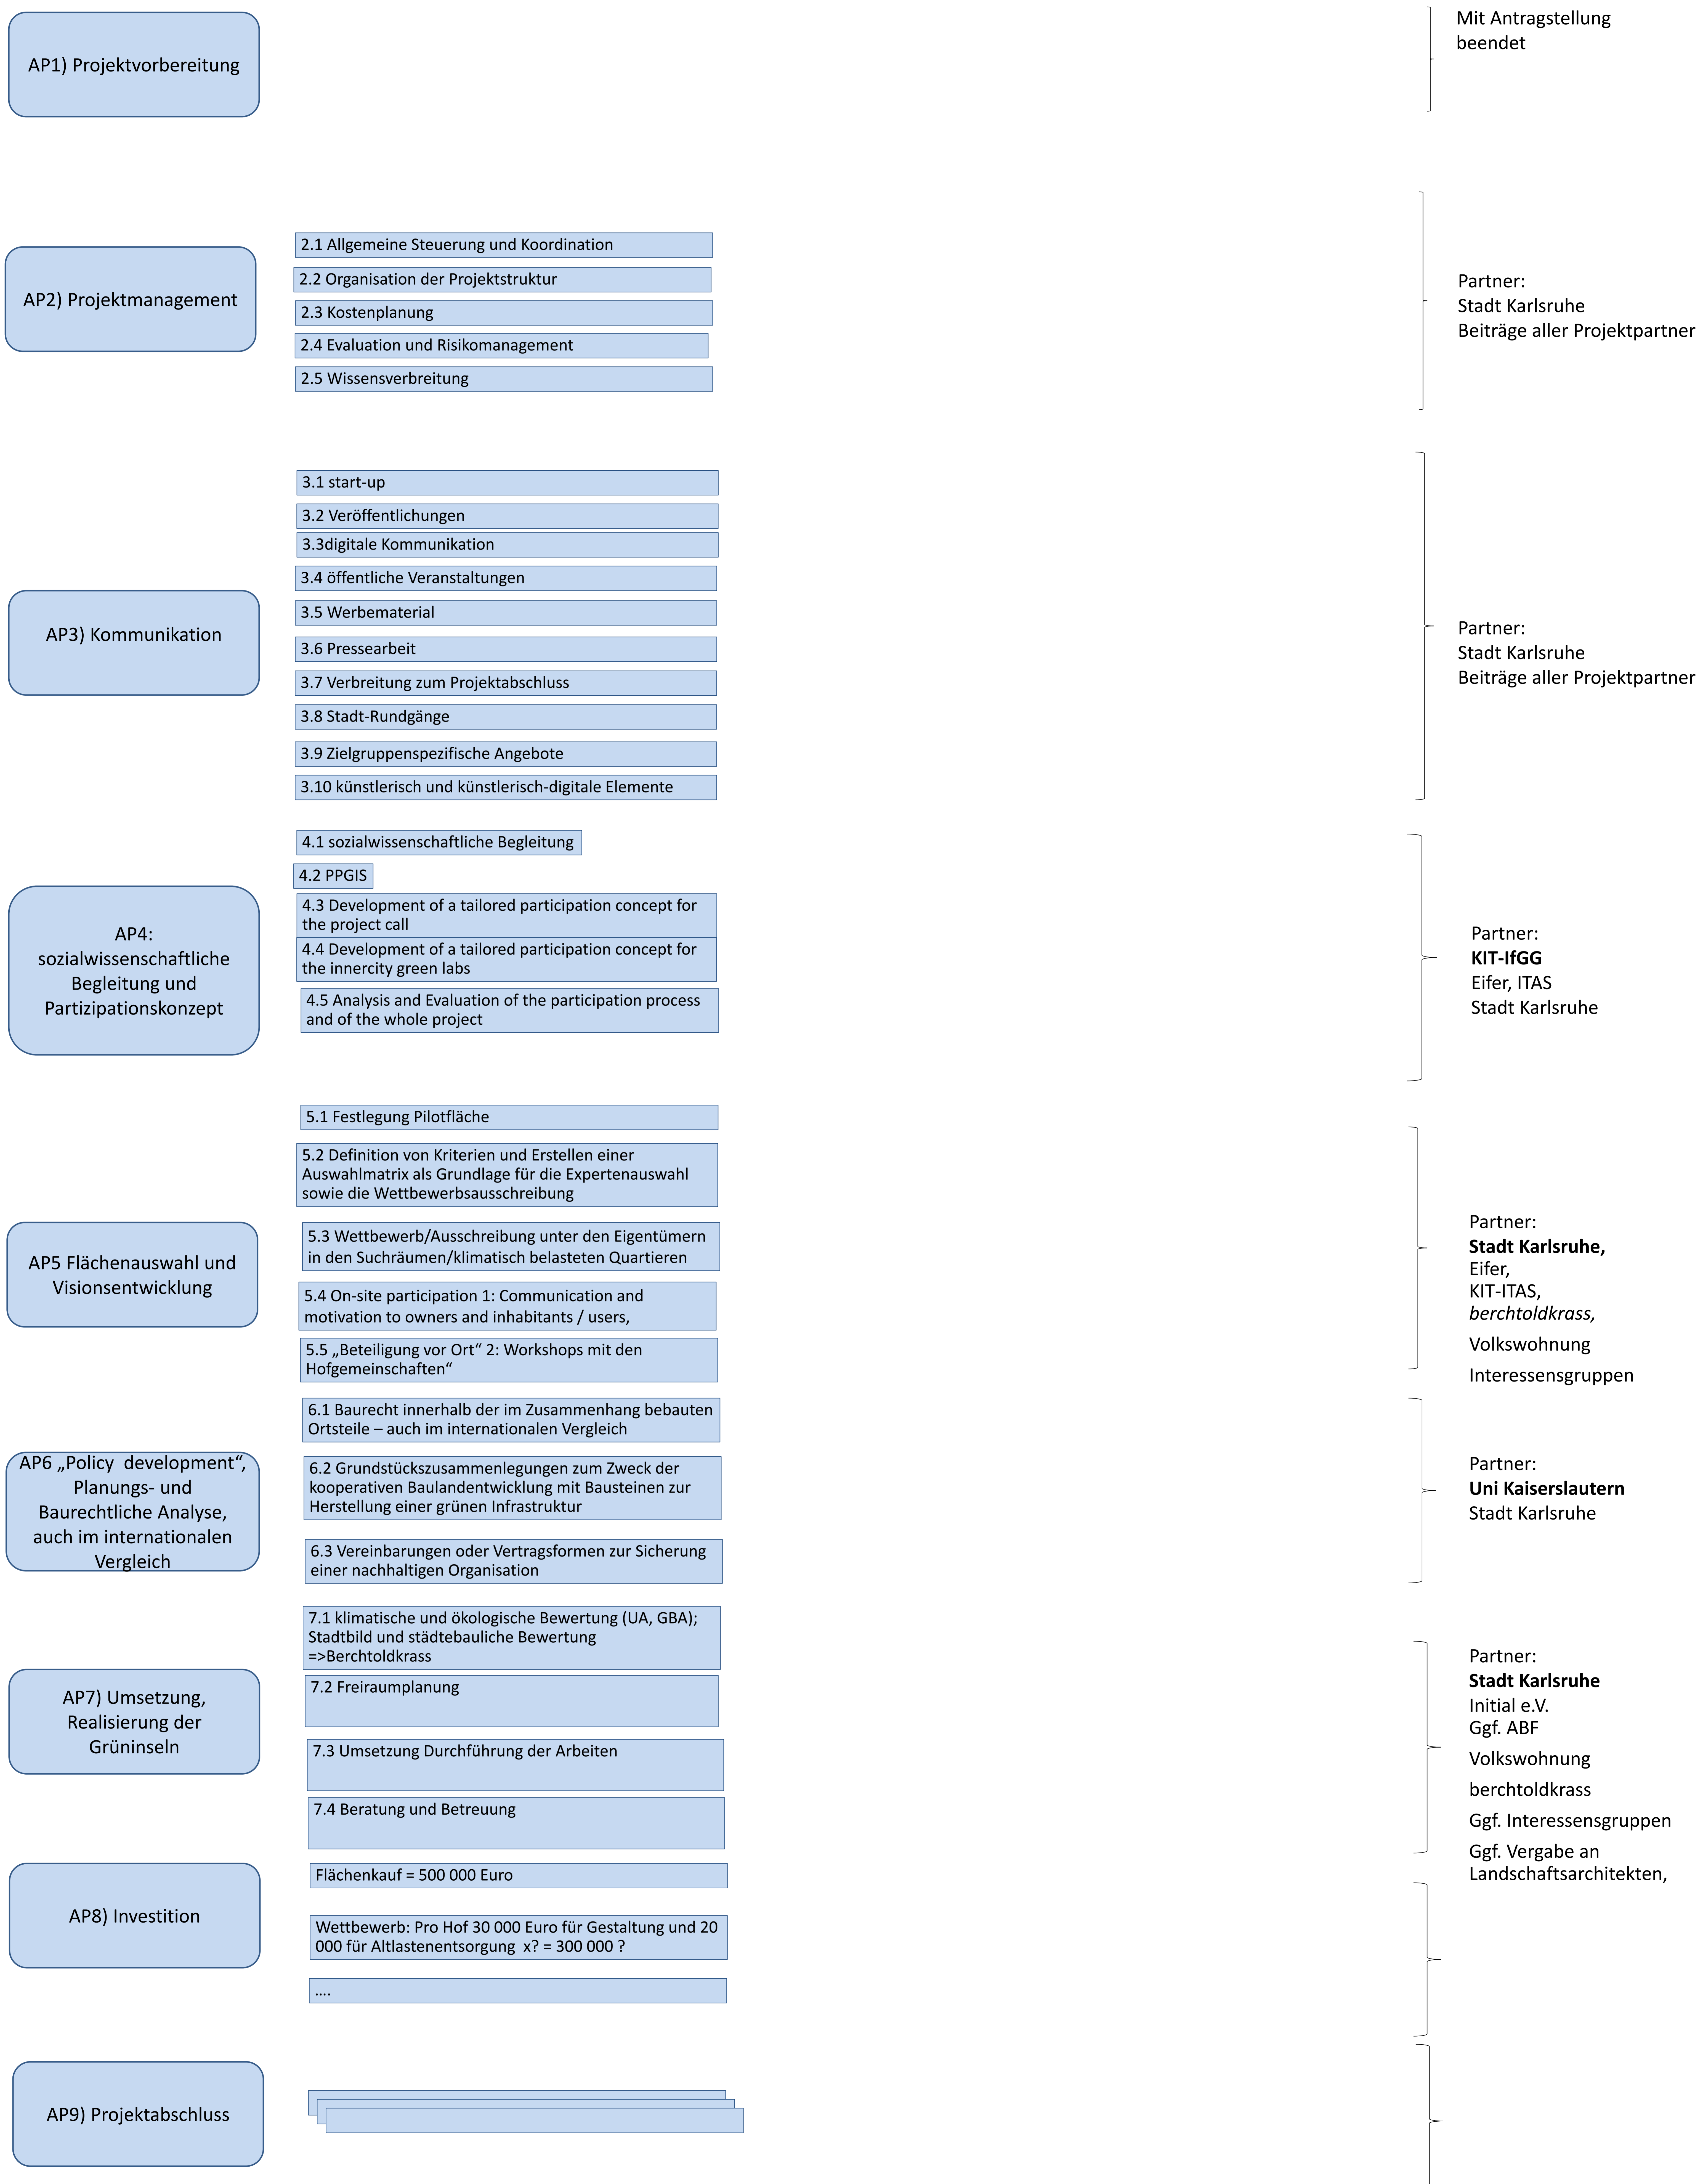 AP1) Projektvorbereitung
Mit Antragstellung
beendet
AP2) Projektmanagement
2.1 Allgemeine Steuerung und Koordination
2.2 Organisation der Projektstruktur
2.3 Kostenplanung
2.4 Evaluation und Risikomanagement
2.5 Wissensverbreitung
Partner:
Stadt Karlsruhe
Beiträge aller Projektpartner
AP3) Kommunikation
3.1 start-up
3.2 Veröffentlichungen
3.3digitale Kommunikation
3.4 öffentliche Veranstaltungen
3.5 Werbematerial
3.6 Pressearbeit
3.7 Verbreitung zum Projektabschluss
3.8 Stadt-Rundgänge
3.9 Zielgruppenspezifische Angebote
3.10 künstlerisch und künstlerisch-digitale Elemente
Partner:
Stadt Karlsruhe
Beiträge aller Projektpartner
AP4:
sozialwissenschaftliche
Begleitung und
Partizipationskonzept
4.1 sozialwissenschaftliche Begleitung
4.2 PPGIS
4.3 Development of a tailored participation concept for
the project call
4.4 Development of a tailored participation concept for
the innercity green labs
4.5 Analysis and Evaluation of the participation process
and of the whole project
Partner:
KIT-IfGG
Eifer, ITAS
Stadt Karlsruhe
AP5 Flächenauswahl und
Visionsentwicklung
5.1 Festlegung Pilotfläche
5.2 Definition von Kriterien und Erstellen einer
Auswahlmatrix als Grundlage für die Expertenauswahl
sowie die Wettbewerbsausschreibung
5.3 Wettbewerb/Ausschreibung unter den Eigentümern
in den Suchräumen/klimatisch belasteten Quartieren
5.4 On-site participation 1: Communication and
motivation to owners and inhabitants / users,
5.5 „Beteiligung vor Ort“ 2: Workshops mit den
Hofgemeinschaften“
Partner:
Stadt Karlsruhe,
Eifer,
KIT-ITAS,
berchtoldkrass,
Volkswohnung
Interessensgruppen
AP6 „Policy  development“,
Planungs- und
Baurechtliche Analyse,
auch im internationalen
Vergleich
6.1 Baurecht innerhalb der im Zusammenhang bebauten
Ortsteile – auch im internationalen Vergleich
6.2 Grundstückszusammenlegungen zum Zweck der
kooperativen Baulandentwicklung mit Bausteinen zur
Herstellung einer grünen Infrastruktur
6.3 Vereinbarungen oder Vertragsformen zur Sicherung
einer nachhaltigen Organisation
Partner:
Uni Kaiserslautern
Stadt Karlsruhe
AP7) Umsetzung,
Realisierung der
Grüninseln
7.1 klimatische und ökologische Bewertung (UA, GBA);
Stadtbild und städtebauliche Bewertung
=>Berchtoldkrass
7.2 Freiraumplanung
7.3 Umsetzung Durchführung der Arbeiten
7.4 Beratung und Betreuung
Partner:
Stadt Karlsruhe
Initial e.V.
Ggf. ABF
Volkswohnung
berchtoldkrass
Ggf. Interessensgruppen
Ggf. Vergabe an
Landschaftsarchitekten,
AP8) Investition
Flächenkauf = 500 000 Euro
Wettbewerb: Pro Hof 30 000 Euro für Gestaltung und 20
000 für Altlastenentsorgung  x? = 300 000 ?
....
AP9) Projektabschluss